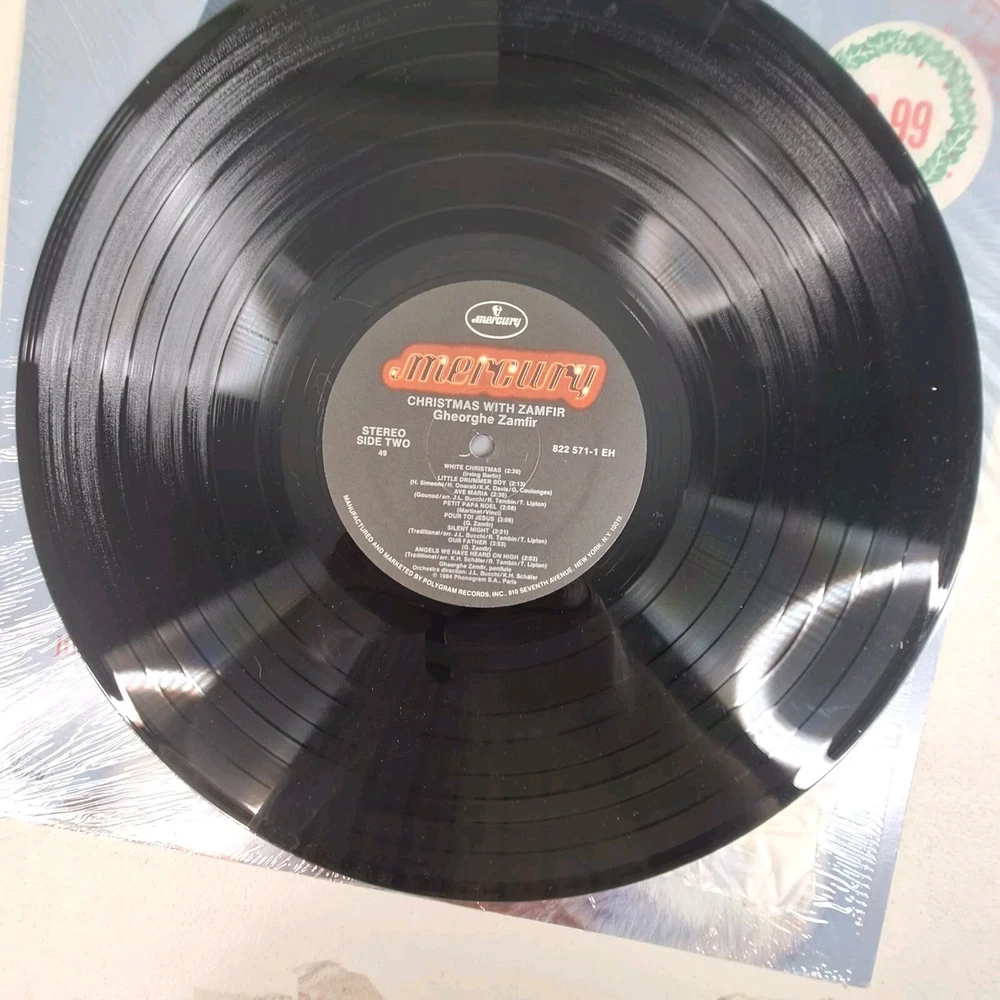 .99
mercury
mercury
CHRISTMAS WITH ZAMFIR
Gheorghe Zamfir
STEREO
SIDE TWO
49
822 571-1 EH
WHITE CHRISTMAS (2:39)
(Irving Berlin)
LITTLE DRUMMER BOY (2:13)
(H. Simeone/H. Onorati/K.K. Davis/G. Coulonges)
AVE MARIA (2:36)
(Gounod/arr. J.L. Bucchi/R. Tambin/T. Lipton)
PETIT PAPA NOEL (2:08)
(Martinet/Vinci)
POUR TOI JESUS (3:06)
(G. Zamfir)
SILENT NIGHT (2:21)
(Traditional/arr. J.L. Bucchi/R. Tambin/T. Lipton)
OUR FATHER (3:53)
(G. Zamfir)
ANGELS WE HAVE HEARD ON HIGH (2:02)
(Traditional/arr. K.H. Schäfer/R. Tambin/T. Lipton)
Gheorghe Zamfir, panflute
Orchestra direction: J.L. Bucchi/K.H. Schäfer
℗ 1984 Phonogram S.A., Paris
MANUFACTURED AND MARKETED BY POLYGRAM RECORDS, INC., 810 SEVENTH AVENUE, NEW YORK, N.Y. 10019.